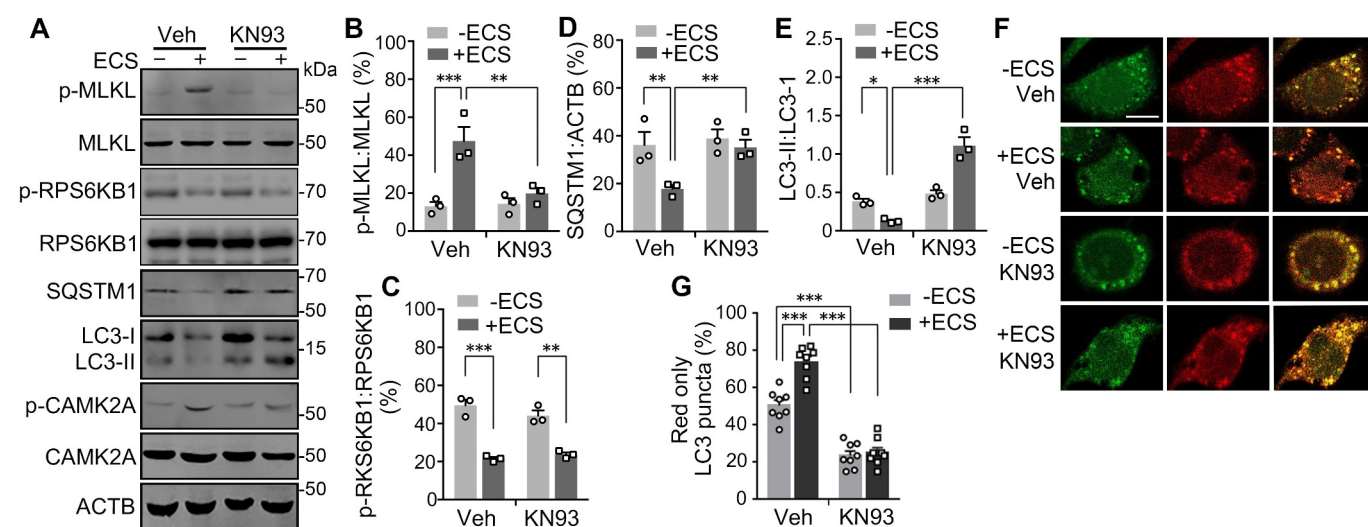 A
Veh KN93
ECS – + – + kDa
p-MLKL -50
MLKL -50
p-RPS6KB1 -70
RPS6KB1 -70
SQSTM1 -70
-50
LC3-I -15
LC3-II
p-CAMK2A -50
CAMK2A -50
ACTB -50
B
-ECS
+ECS
p-MLKL:MLKL (%)
100
80
60
40
20
0
*** **
Veh KN93
C
-ECS
+ECS
p-RKS6KB1:RPS6KB1
(%)
100
80
60
40
20
0
*** **
Veh KN93
D
-ECS
+ECS
SQSTM1:ACTB (%)
80
60
40
20
0
** **
Veh KN93
E
-ECS
+ECS
LC3-II:LC3-1
2.5
2.0
1.5
1.0
0.5
0
* ***
Veh KN93
F
-ECS
Veh
+ECS
Veh
-ECS
KN93
+ECS
KN93
G
-ECS
+ECS
Red only
LC3 puncta (%)
100
80
60
40
20
0
***
*** ***
Veh KN93